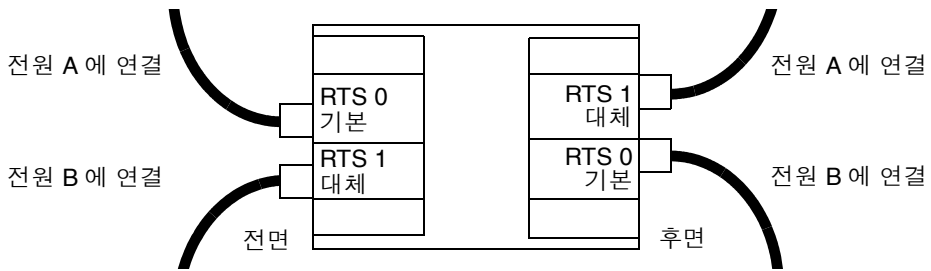 전원 A 에 연결
전원 A 에 연결
RTS 0
기본
RTS 1
대체
RTS 1
대체
RTS 0
기본
전원 B 에 연결
전원 B 에 연결
전면
후면